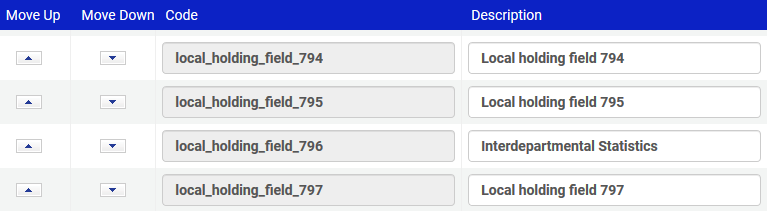 Move Up Move Down Code Description
local_holding_field_794 Local holding field 794
local_holding_field_795 Local holding field 795
local_holding_field_796 Interdepartmental Statistics
local_holding_field_797 Local holding field 797